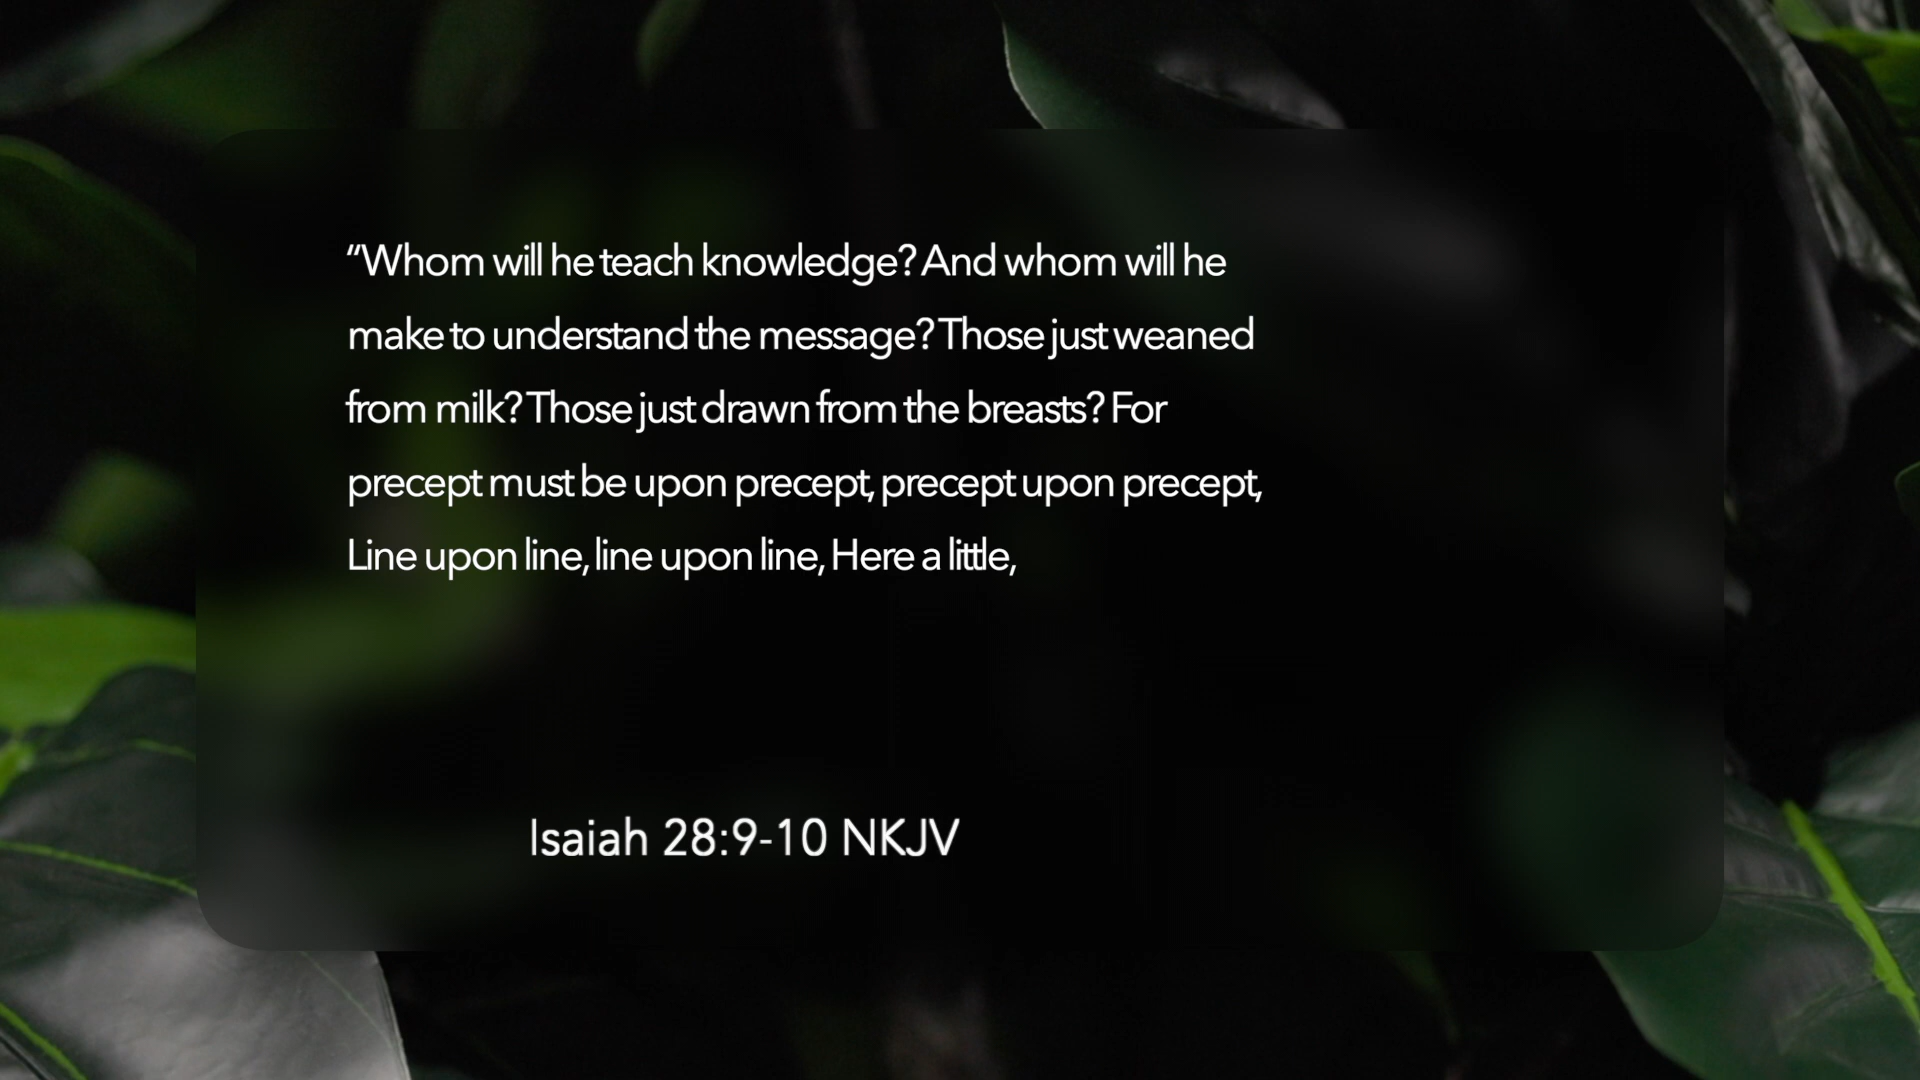 “Whom will he teach knowledge? And whom will he
make to understand the message? Those just weaned
from milk? Those just drawn from the breasts? For
precept must be upon precept, precept upon precept,
Line upon line, line upon line, Here a little,
Isaiah 28:9-10 NKJV